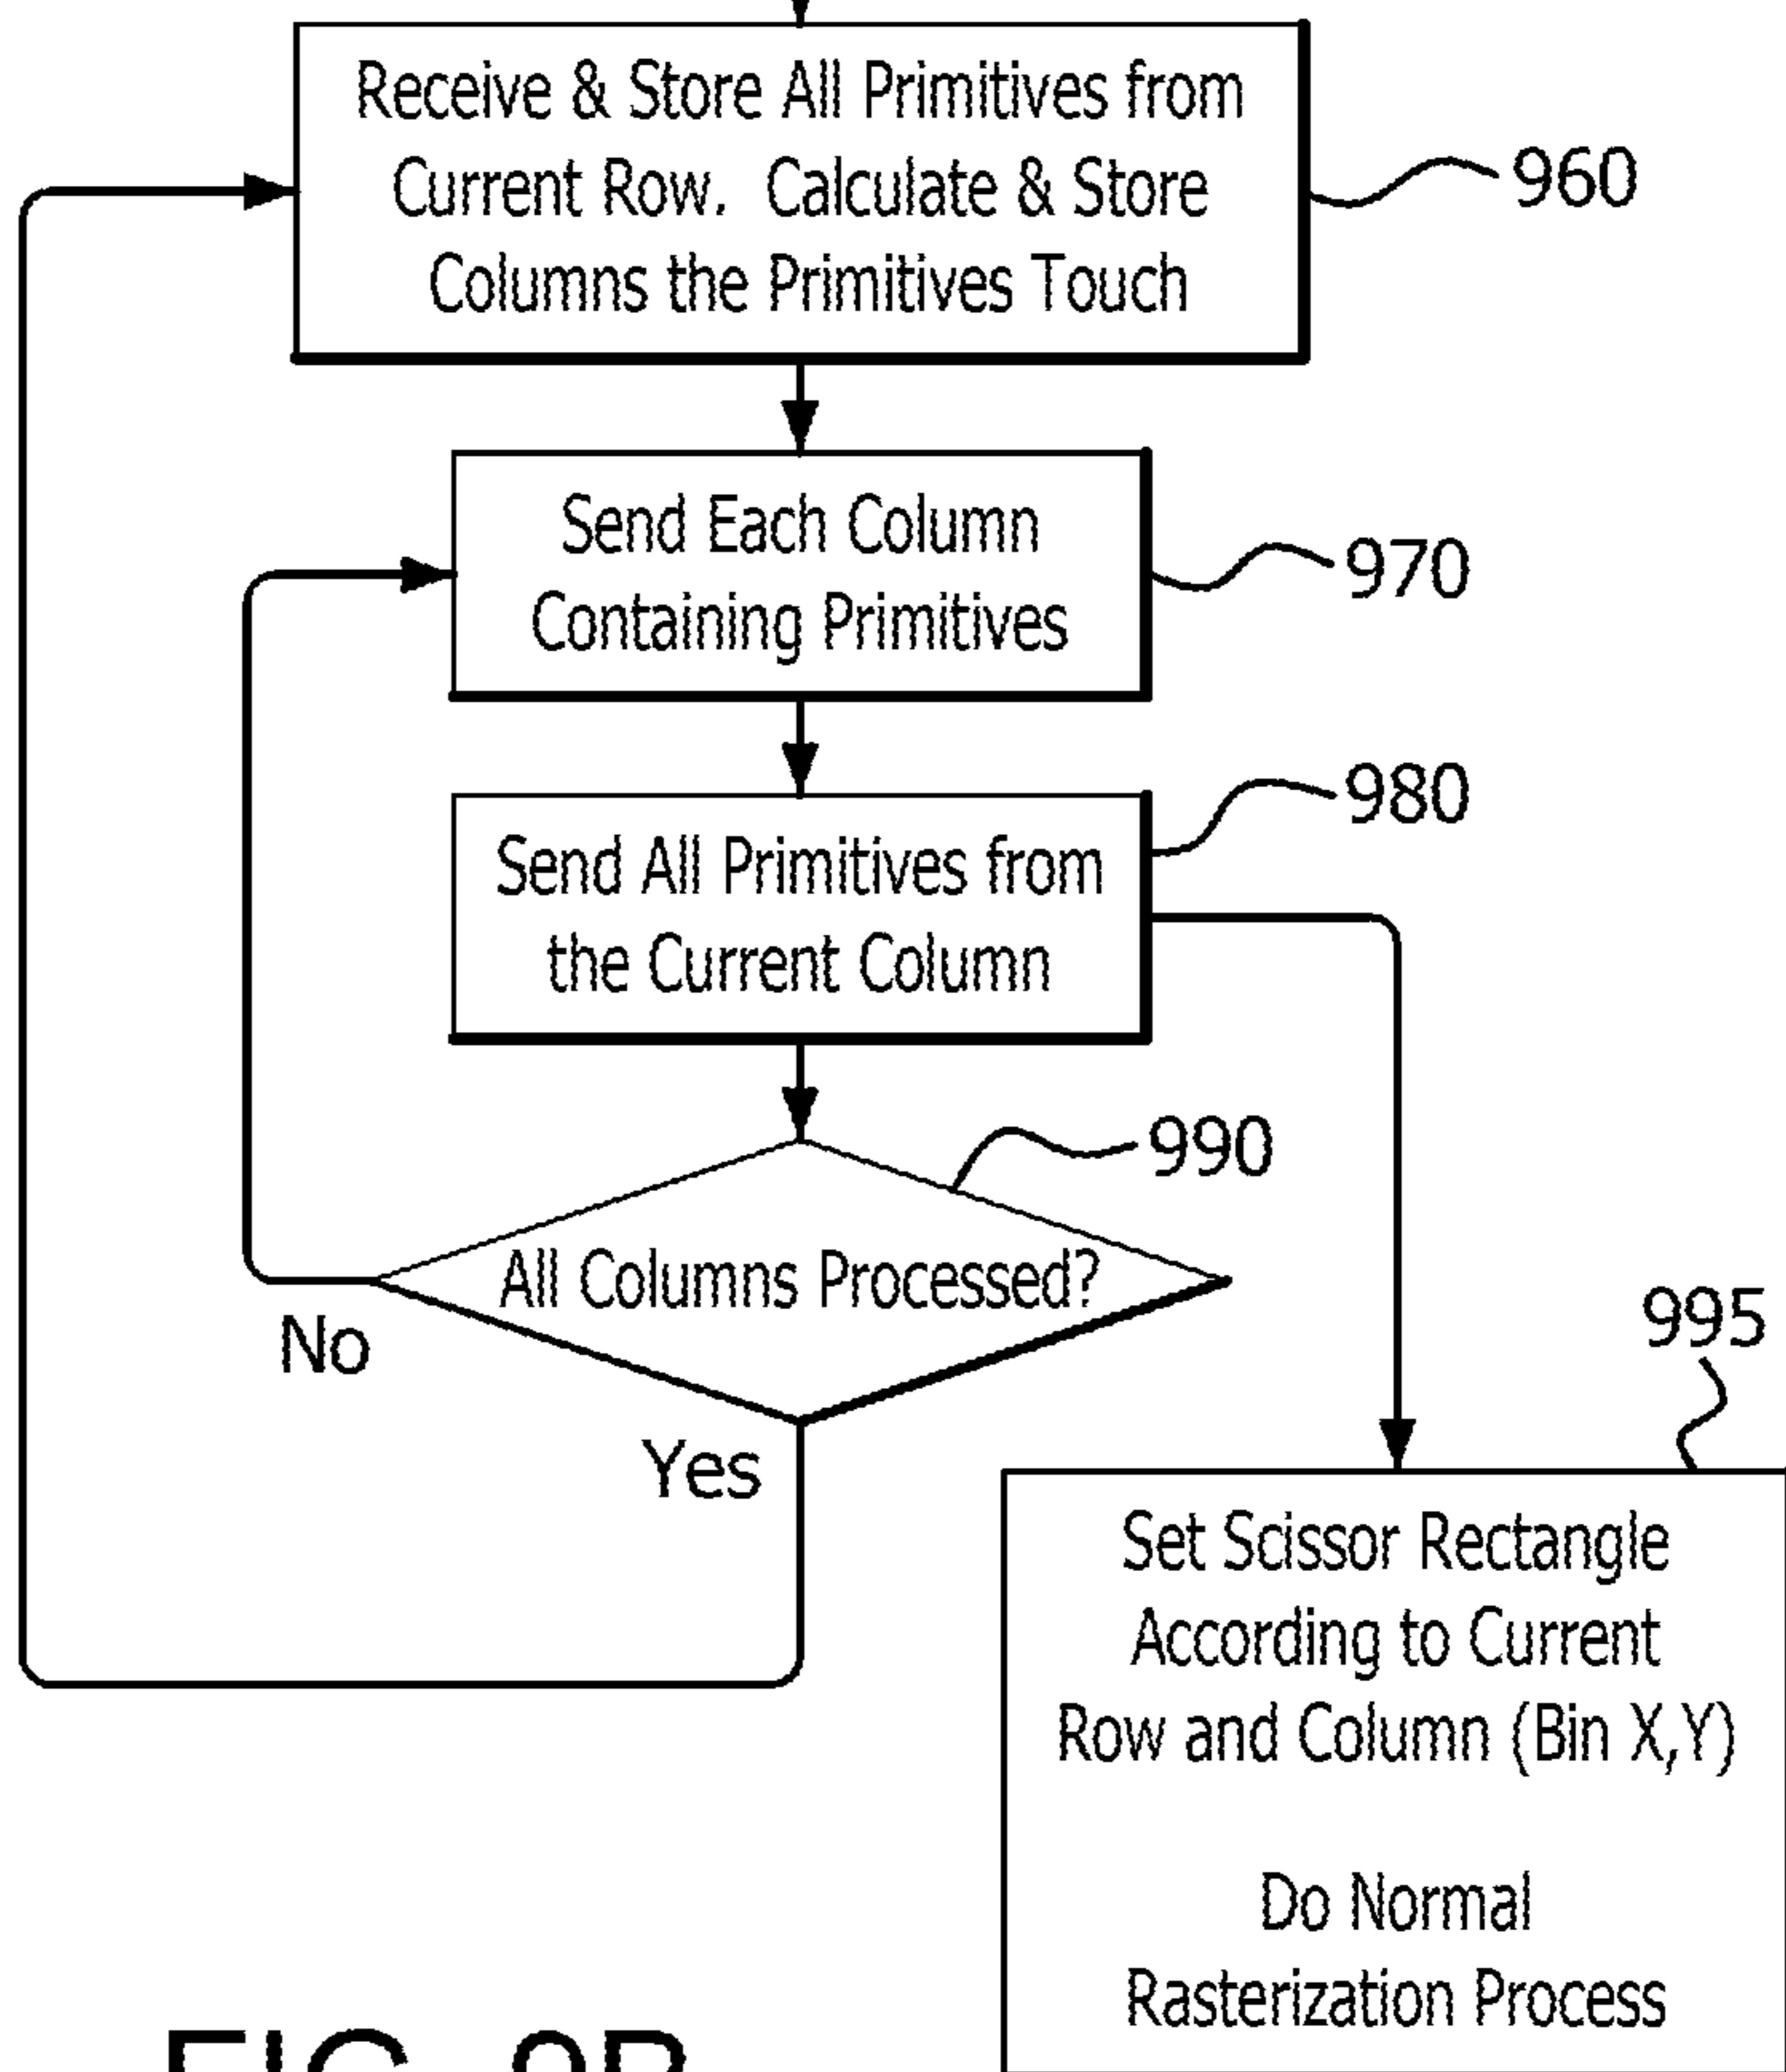 Receive & Store All Primitives from
Current Row. Calculate & Store
Columns the Primitives Touch
960
Send Each Column
Containing Primitives
970
980
Send All Primitives from
the Current Column
990
All Columns Processed?
No
Yes
995
Set Scissor Rectangle
According to Current
Row and Column (Bin X,Y)
Do Normal
Rasterization Process